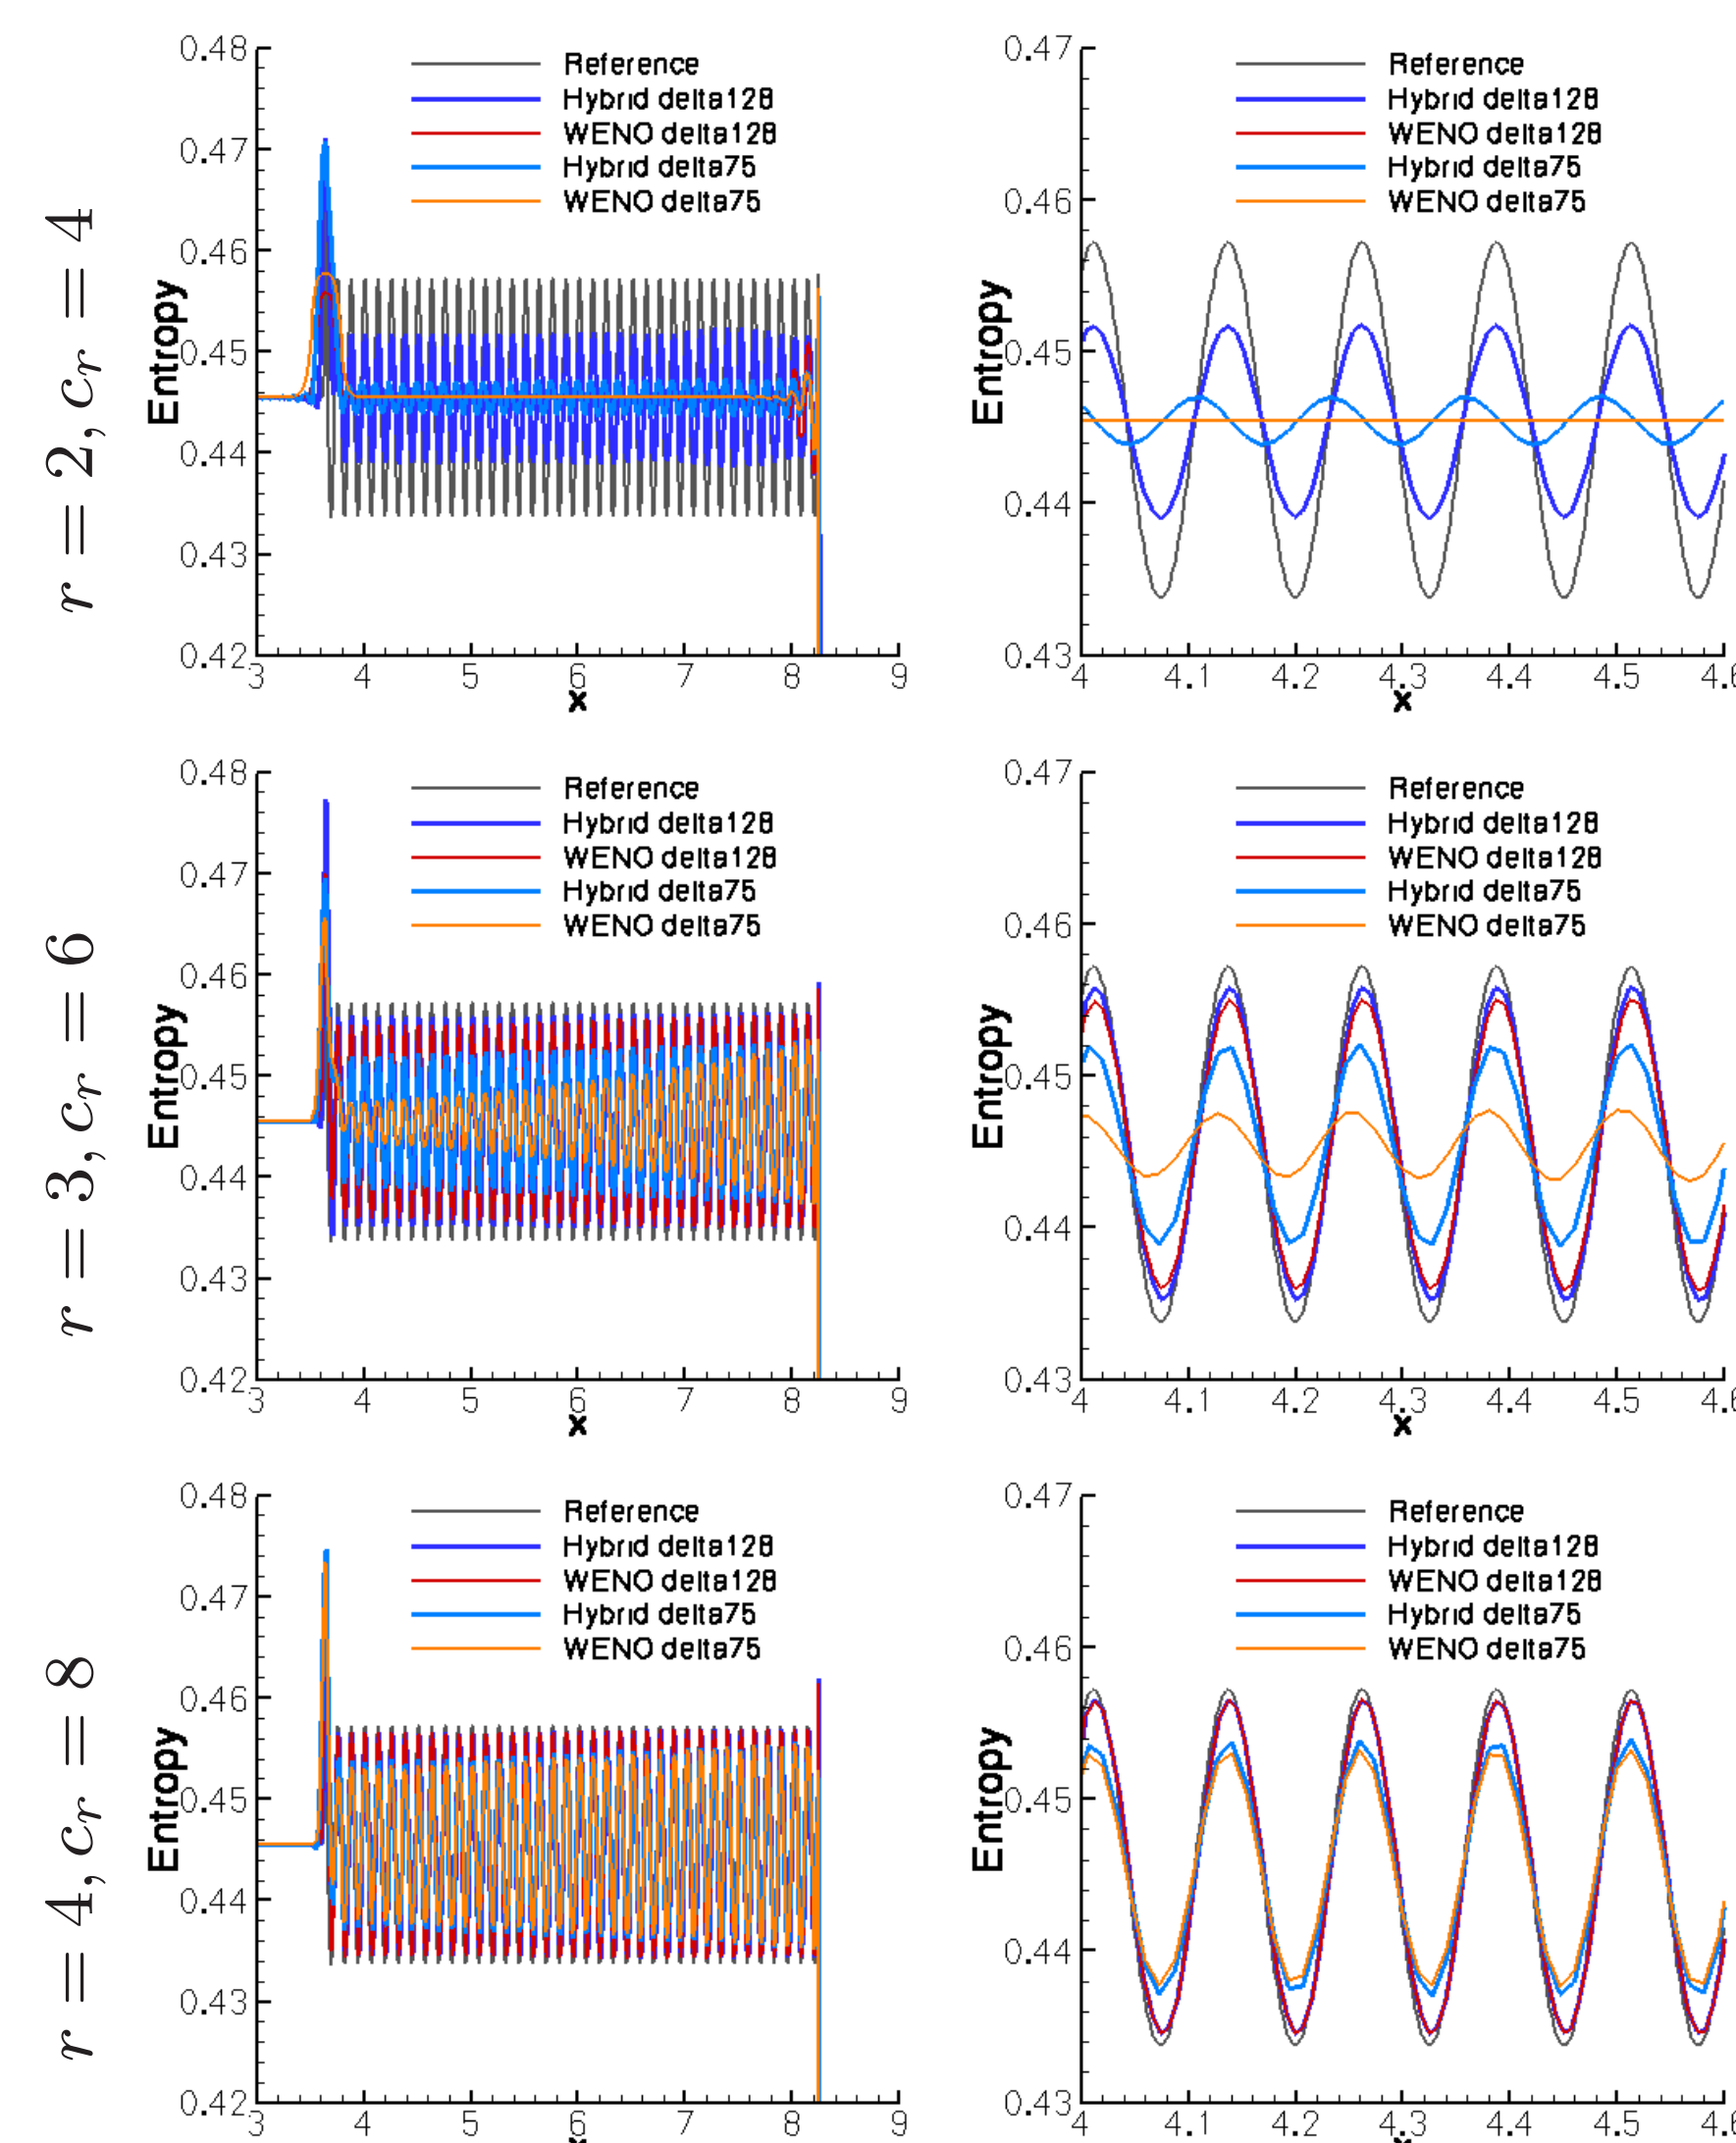 r = 2, c_r = 4
0.48
0.47
0.46
0.45
0.44
0.43
0.42
Entropy
Reference
Hybrid delta128
WENO delta128
Hybrid delta75
WENO delta75
3 4 5 6 7 8 9
x
0.47
0.46
0.45
0.44
0.43
Entropy
Reference
Hybrid delta128
WENO delta128
Hybrid delta75
WENO delta75
4 4.1 4.2 4.3 4.4 4.5 4.6
x
r = 3, c_r = 6
0.48
0.47
0.46
0.45
0.44
0.43
0.42
Entropy
Reference
Hybrid delta128
WENO delta128
Hybrid delta75
WENO delta75
3 4 5 6 7 8 9
x
0.47
0.46
0.45
0.44
0.43
Entropy
Reference
Hybrid delta128
WENO delta128
Hybrid delta75
WENO delta75
4 4.1 4.2 4.3 4.4 4.5 4.6
x
r = 4, c_r = 8
0.48
0.47
0.46
0.45
0.44
0.43
0.42
Entropy
Reference
Hybrid delta128
WENO delta128
Hybrid delta75
WENO delta75
3 4 5 6 7 8 9
x
0.47
0.46
0.45
0.44
0.43
Entropy
Reference
Hybrid delta128
WENO delta128
Hybrid delta75
WENO delta75
4 4.1 4.2 4.3 4.4 4.5 4.6
x